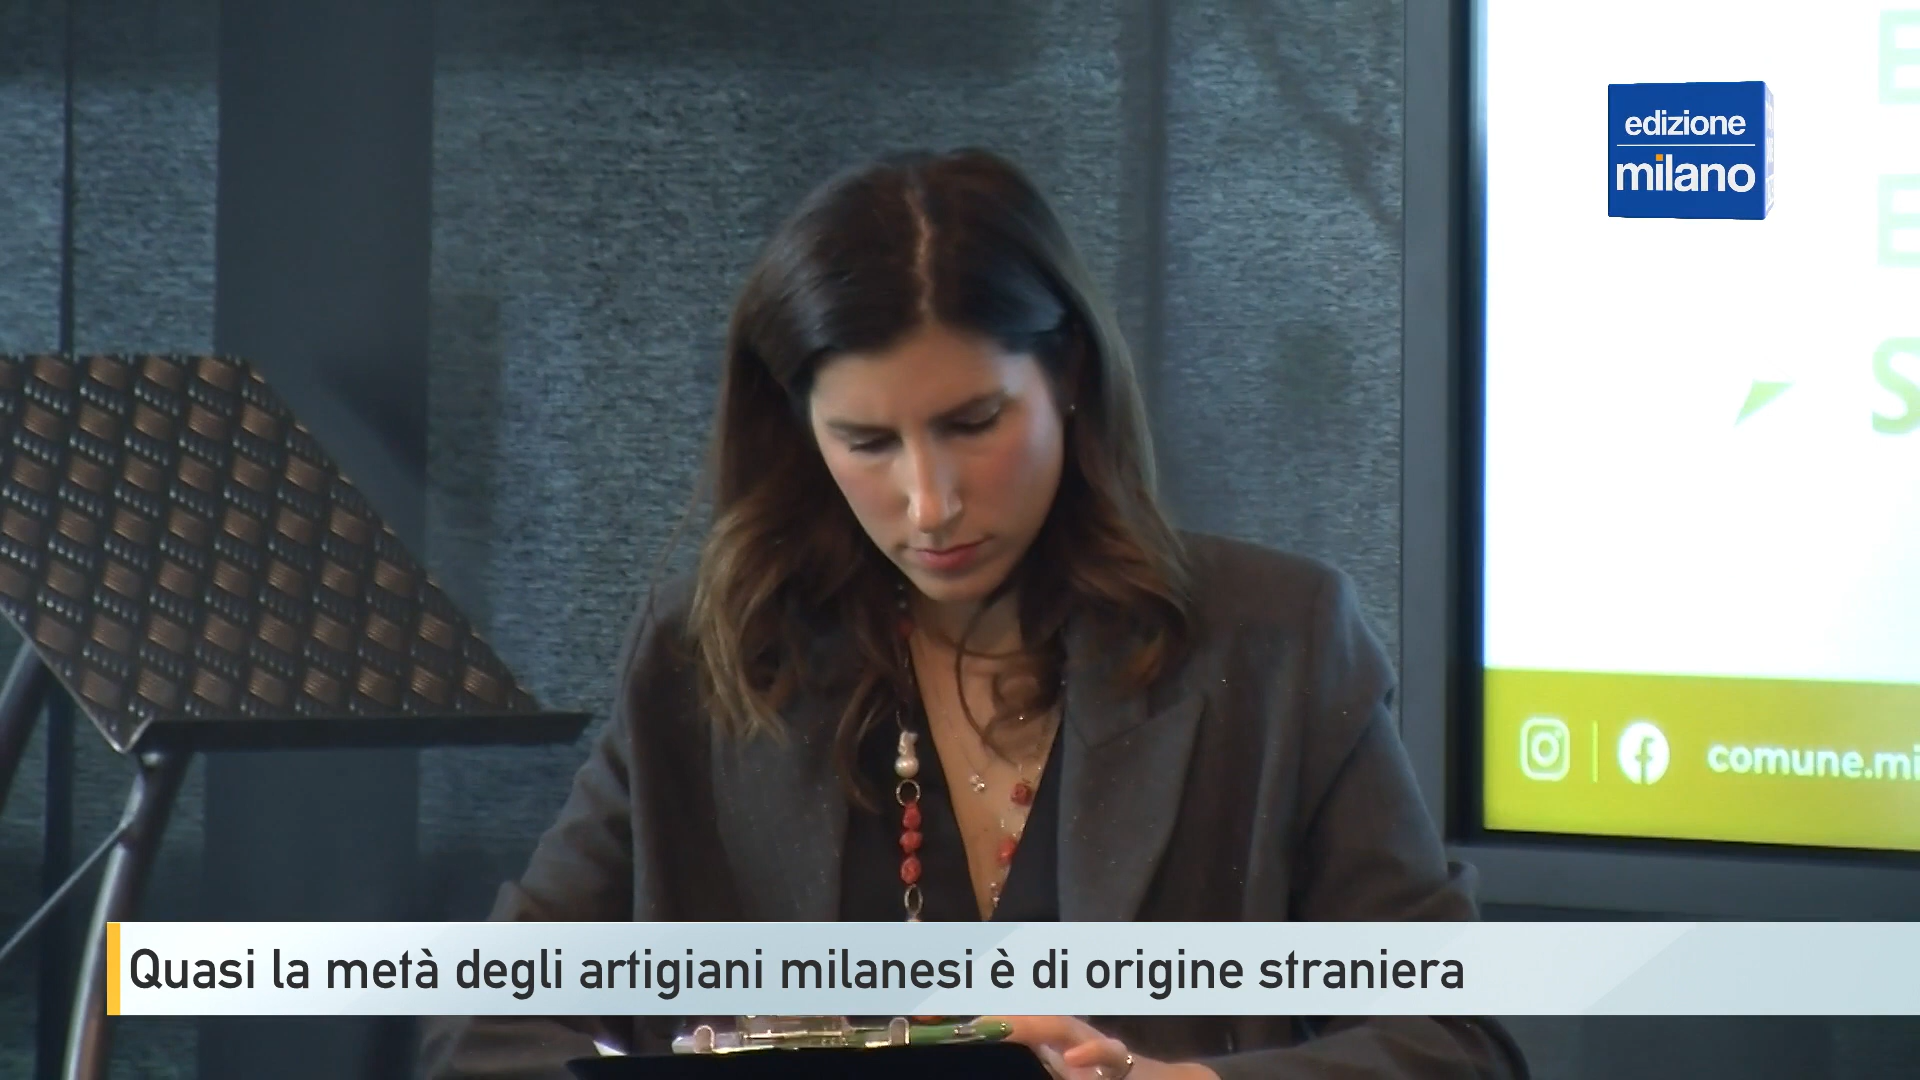 edizione
milano
E
E
S
comune.mi
Quasi la metà degli artigiani milanesi è di origine straniera